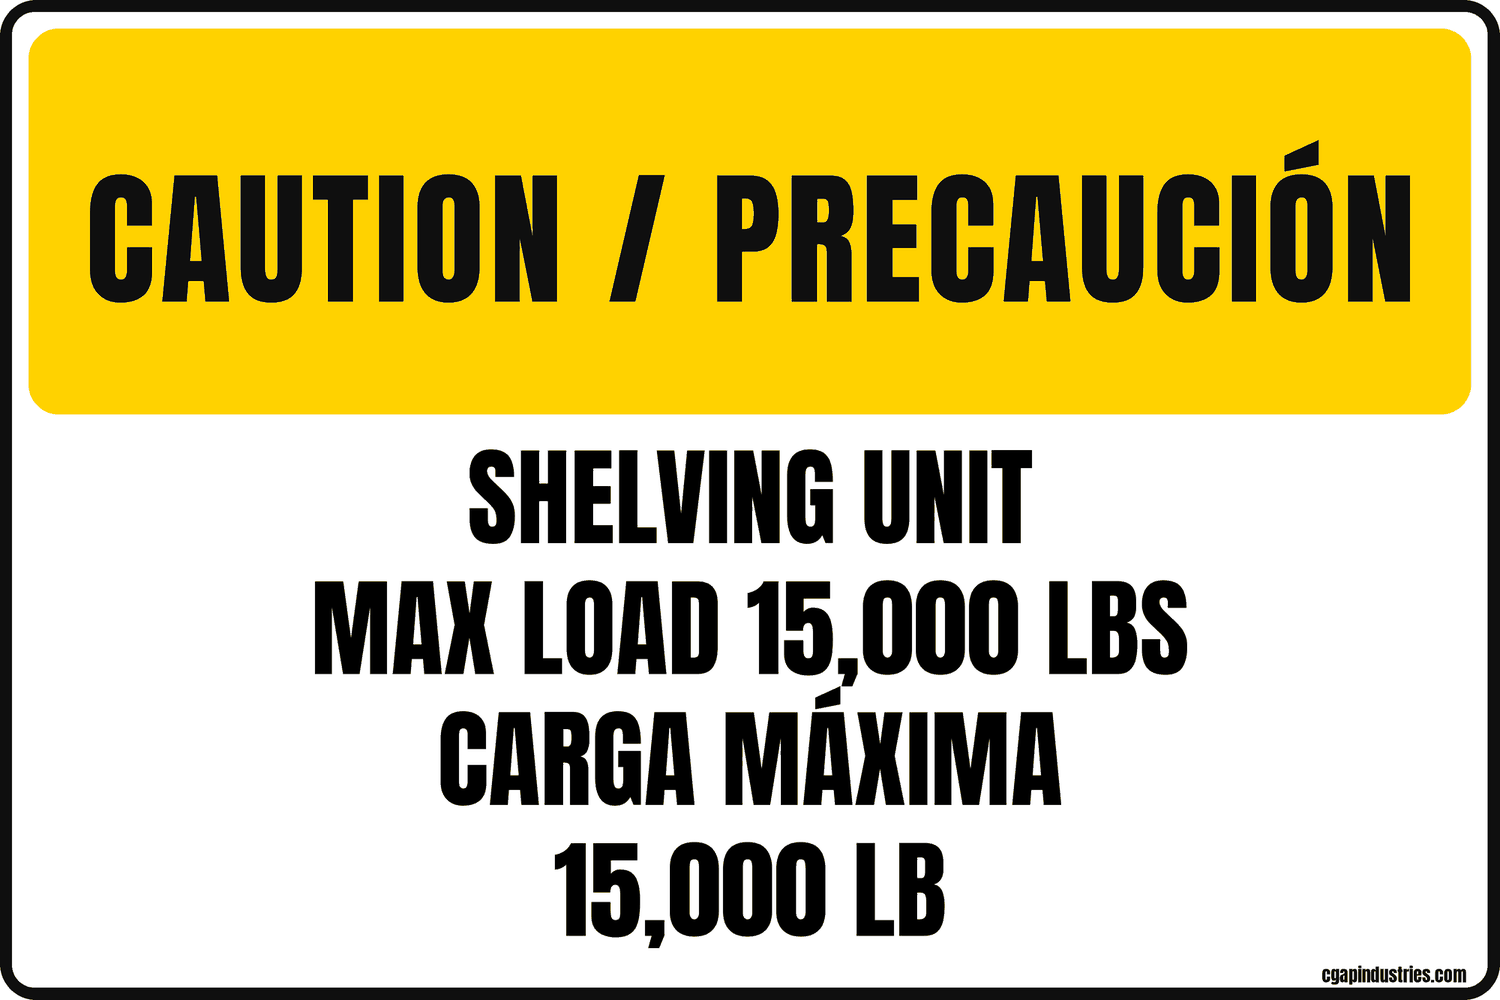 CAUTION / PRECAUCIÓN
SHELVING UNIT
MAX LOAD 15,000 LBS
CARGA MÁXIMA
15,000 LB
cgapindustries.com